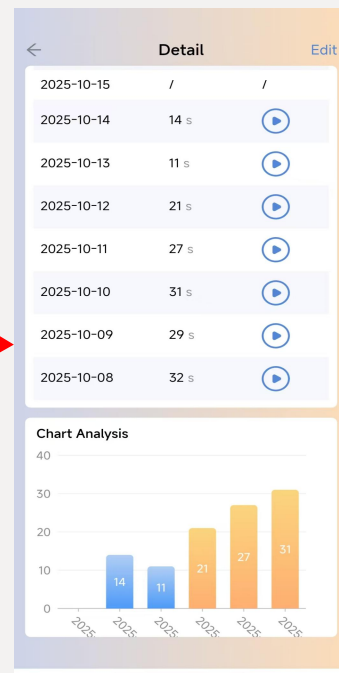 Detail Edit
2025-10-15 / /
2025-10-14 14 s
2025-10-13 11 s
2025-10-12 21 s
2025-10-11 27 s
2025-10-10 31 s
2025-10-09 29 s
2025-10-08 32 s
Chart Analysis
40
30
20
10
0
14 11 21 27 31
2025 2025 2025 2025 2025 2025